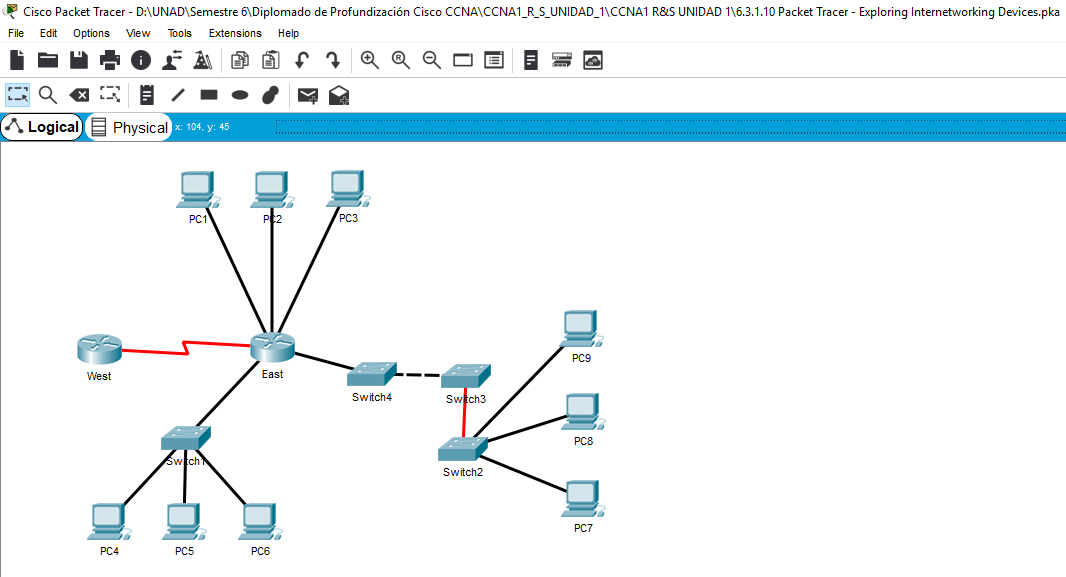 Cisco Packet Tracer - D:\UNAD\Semestre 6\Diplomado de Profundización Cisco CCNA\CCNA1_R_S_UNIDAD_1\CCNA1 R&S UNIDAD 1\6.3.1.10 Packet Tracer - Exploring Internetworking Devices.pka
File Edit Options View Tools Extensions Help
Logical Physical x: 104, y: 45
PC1 PC2 PC3
PC9
West East
Switch4 Switch3
PC8
Switch1 Switch2
PC7
PC4 PC5 PC6